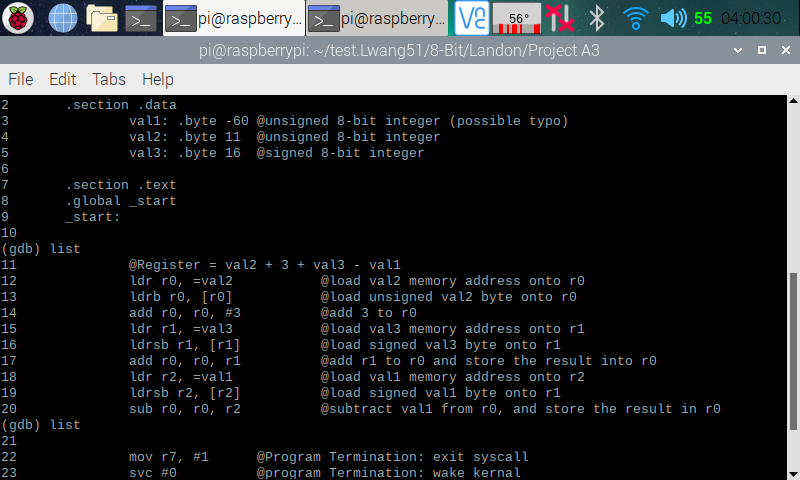 pi@raspberry...
pi@raspberry...
V2
56°
55
04:00:30
pi@raspberrypi: ~/test.Lwang51/8-Bit/Landon/Project A3
File Edit Tabs Help
2 .section .data
3 val1: .byte -60 @unsigned 8-bit integer (possible typo)
4 val2: .byte 11 @unsigned 8-bit integer
5 val3: .byte 16 @signed 8-bit integer
6
7 .section .text
8 .global _start
9 _start:
10
(gdb) list
11 @Register = val2 + 3 + val3 - val1
12 ldr r0, =val2 @load val2 memory address onto r0
13 ldrb r0, [r0] @load unsigned val2 byte onto r0
14 add r0, r0, #3 @add 3 to r0
15 ldr r1, =val3 @load val3 memory address onto r1
16 ldrsb r1, [r1] @load signed val3 byte onto r1
17 add r0, r0, r1 @add r1 to r0 and store the result into r0
18 ldr r2, =val1 @load val1 memory address onto r2
19 ldrsb r2, [r2] @load signed val1 byte onto r1
20 sub r0, r0, r2 @subtract val1 from r0, and store the result in r0
(gdb) list
21
22 mov r7, #1 @Program Termination: exit syscall
23 svc #0 @program Termination: wake kernal